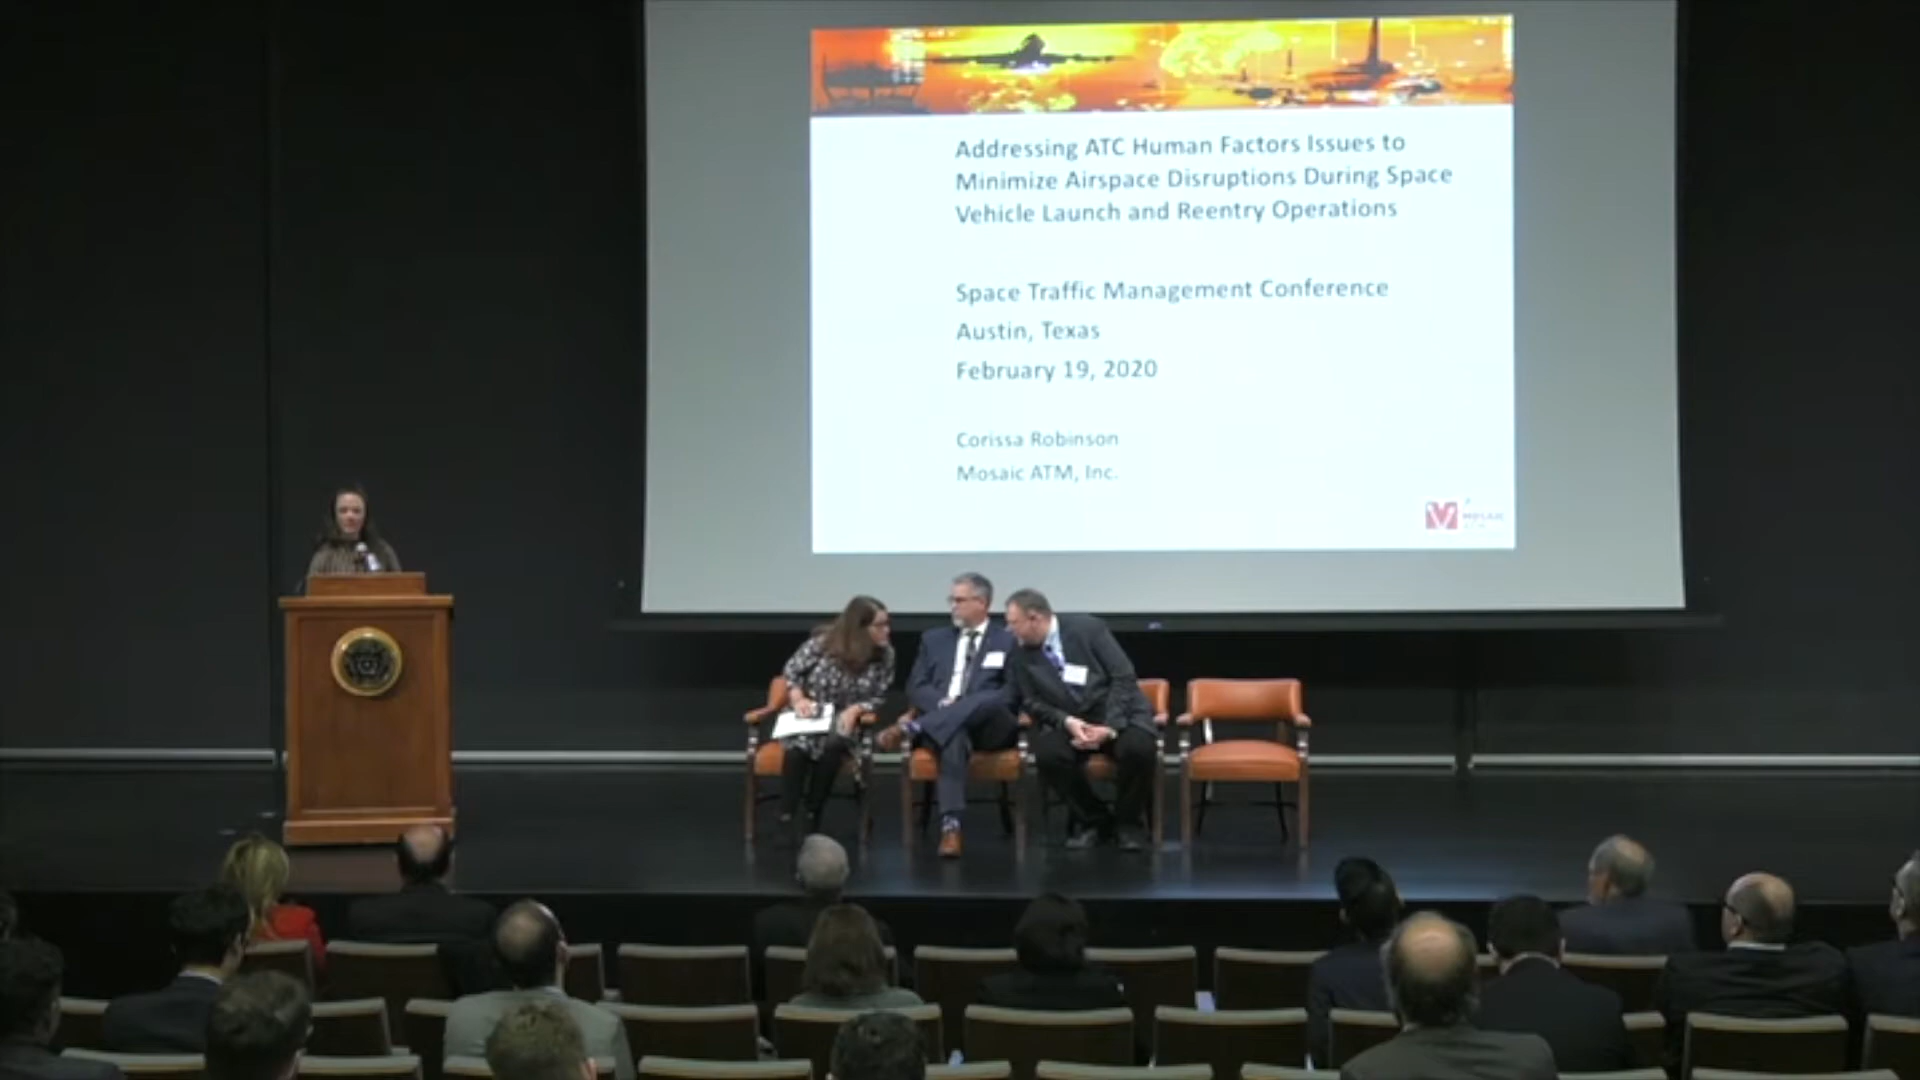 Addressing ATC Human Factors Issues to
Minimize Airspace Disruptions During Space
Vehicle Launch and Reentry Operations
Space Traffic Management Conference
Austin, Texas
February 19, 2020
Corissa Robinson
Mosaic ATM, Inc.
MOSAIC